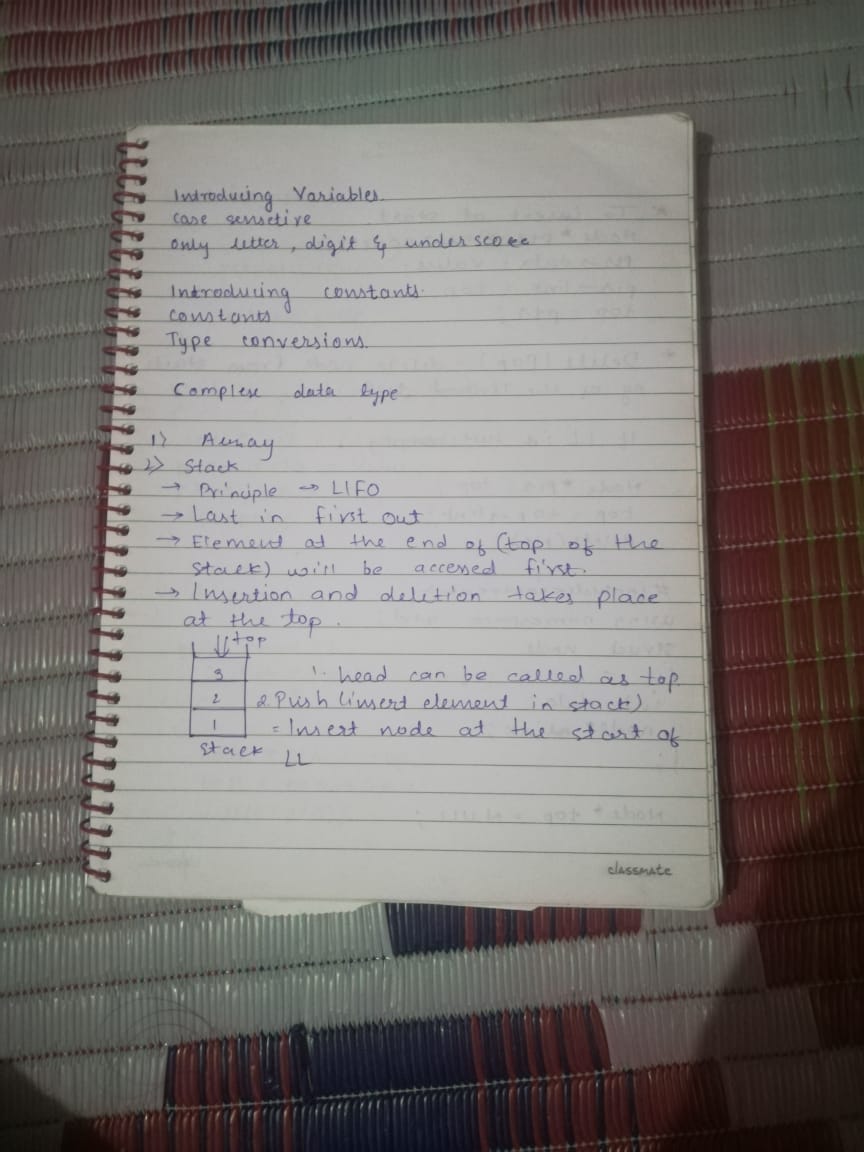 Introducing Variables.
Case sensetive
only letter, digit & under score
Introducing constants.
constants
Type conversions.
Complex data type
1) Array
2) Stack
→ Principle → LIFO
→ Last in first out
→ Element at the end of (top of the
stack) will be accessed first.
→ Insertion and deletion takes place
at the top.
↓ top
3
1. head can be called as top.
2
2. Push (insert element in stack)
1
= Insert node at the start of
Stack
LL
classmate